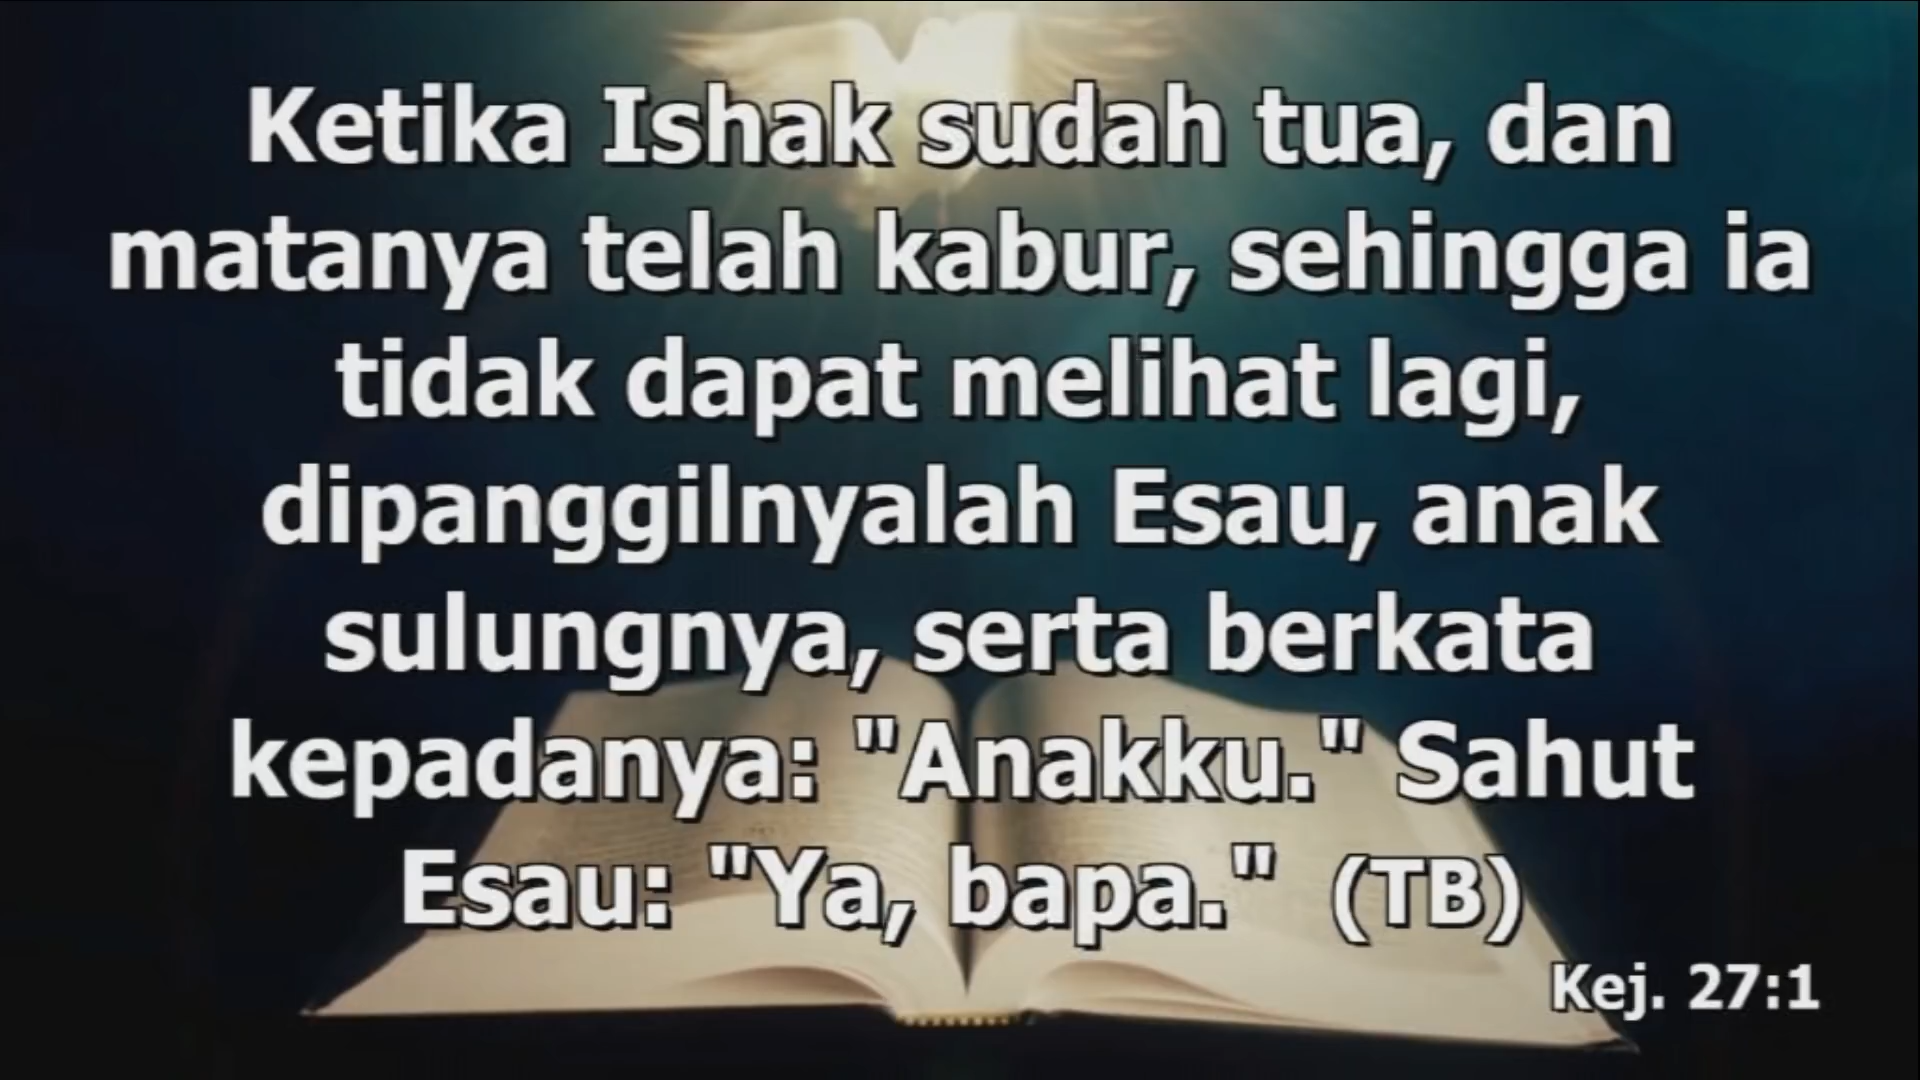 Ketika Ishak sudah tua, dan
matanya telah kabur, sehingga ia
tidak dapat melihat lagi,
dipanggilnyalah Esau, anak
sulungnya, serta berkata
kepadanya: "Anakku." Sahut
Esau: "Ya, bapa." (TB)
Kej. 27:1